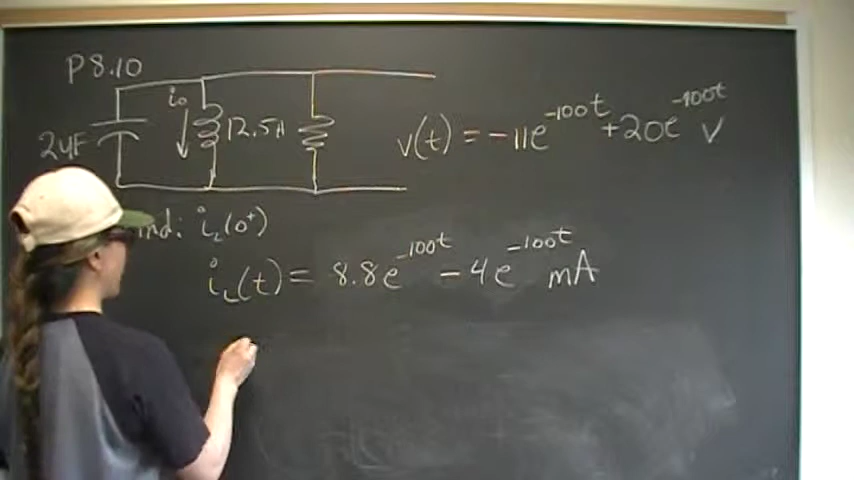 P8.10
i₀
2µF
12.5H
v(t) = -11e^-100t + 20e^-100t V
ind: i_L(0⁺)
i_L(t) = 8.8e^-100t - 4e^-100t mA